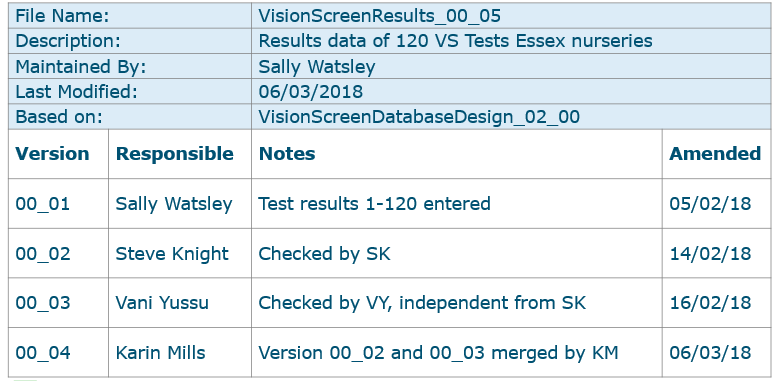 File Name: VisionScreenResults_00_05
Description: Results data of 120 VS Tests Essex nurseries
Maintained By: Sally Watsley
Last Modified: 06/03/2018
Based on: VisionScreenDatabaseDesign_02_00
Version Responsible Notes Amended
00_01 Sally Watsley Test results 1-120 entered 05/02/18
00_02 Steve Knight Checked by SK 14/02/18
00_03 Vani Yussu Checked by VY, independent from SK 16/02/18
00_04 Karin Mills Version 00_02 and 00_03 merged by KM 06/03/18